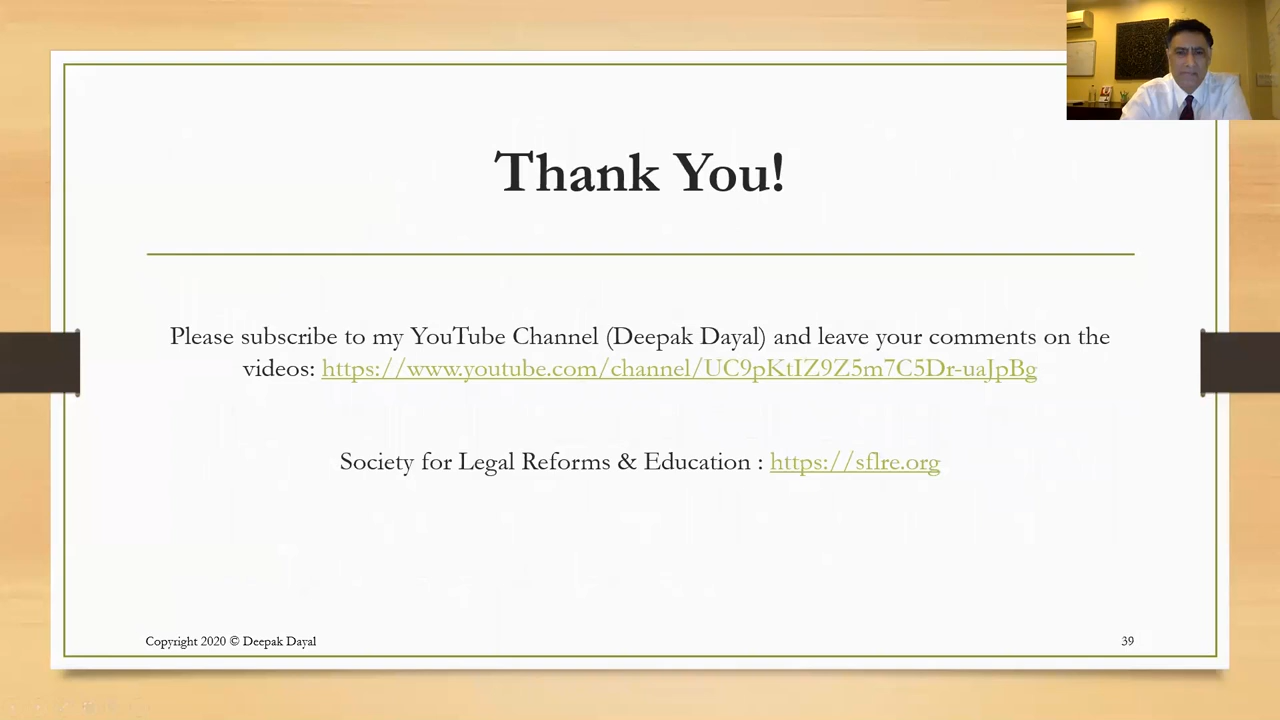 Thank You!
Please subscribe to my YouTube Channel (Deepak Dayal) and leave your comments on the
videos: https://www.youtube.com/channel/UC9pKtIZ9Z5m7C5Dr-uaJpBg
Society for Legal Reforms & Education : https://sflre.org
Copyright 2020 © Deepak Dayal
39